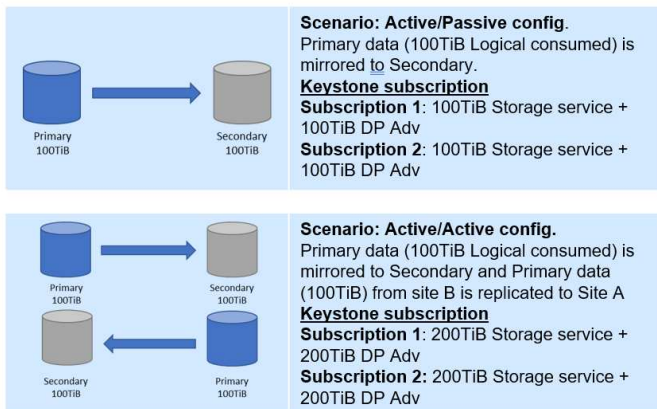 Primary
100TiB
Secondary
100TiB
Scenario: Active/Passive config.
Primary data (100TiB Logical consumed) is
mirrored to Secondary.
Keystone subscription
Subscription 1: 100TiB Storage service +
100TiB DP Adv
Subscription 2: 100TiB Storage service +
100TiB DP Adv
Primary
100TiB
Secondary
100TiB
Secondary
100TiB
Primary
100TiB
Scenario: Active/Active config.
Primary data (100TiB Logical consumed) is
mirrored to Secondary and Primary data
(100TiB) from site B is replicated to Site A
Keystone subscription
Subscription 1: 200TiB Storage service +
200TiB DP Adv
Subscription 2: 200TiB Storage service +
200TiB DP Adv